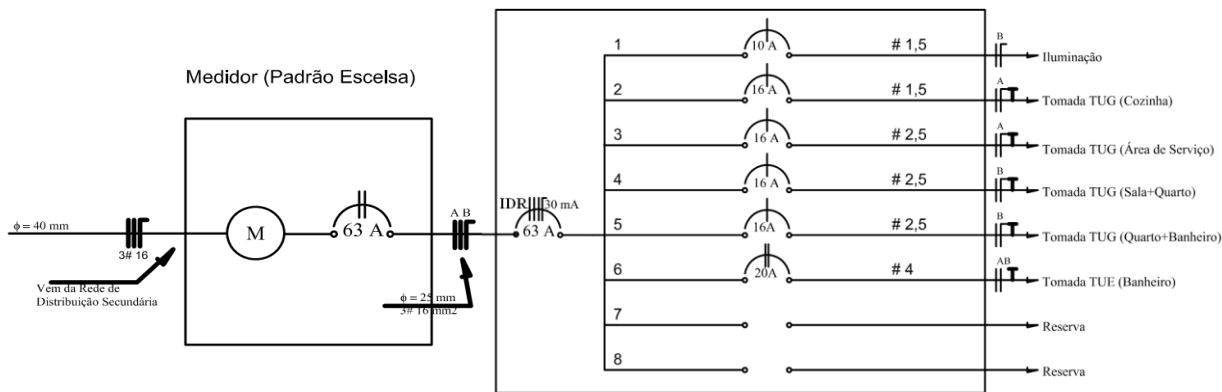 Medidor (Padrão Escelsa)
ϕ = 40 mm
3# 16
Vem da Rede de
Distribuição Secundária
M
63 A
A B
ϕ = 25 mm
3# 16 mm2
IDR
30 mA
63 A
1
10 A
# 1,5
B
Iluminação
2
16 A
# 1,5
A
Tomada TUG (Cozinha)
3
16 A
# 2,5
A
Tomada TUG (Área de Serviço)
4
16 A
# 2,5
B
Tomada TUG (Sala+Quarto)
5
16A
# 2,5
B
Tomada TUG (Quarto+Banheiro)
6
20A
# 4
AB
Tomada TUE (Banheiro)
7
Reserva
8
Reserva